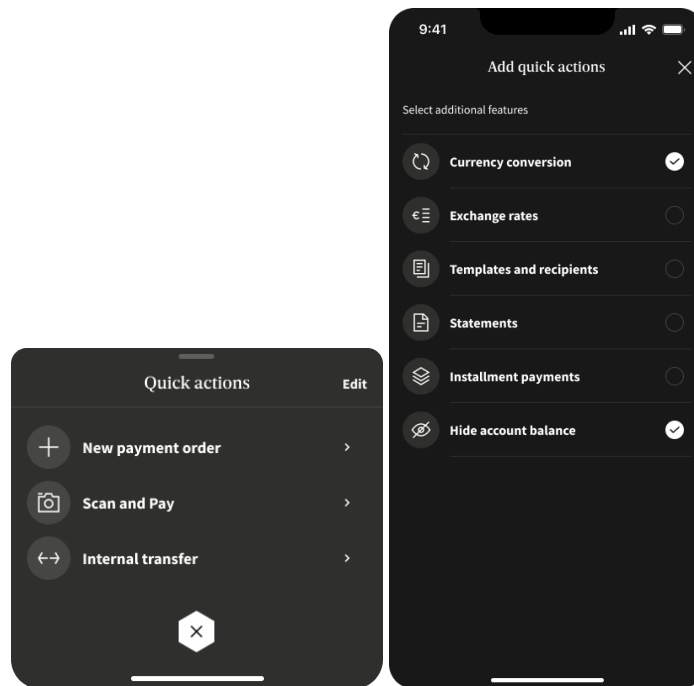 Quick actions
Edit
New payment order
Scan and Pay
Internal transfer
9:41
Add quick actions
Select additional features
Currency conversion
Exchange rates
Templates and recipients
Statements
Installment payments
Hide account balance